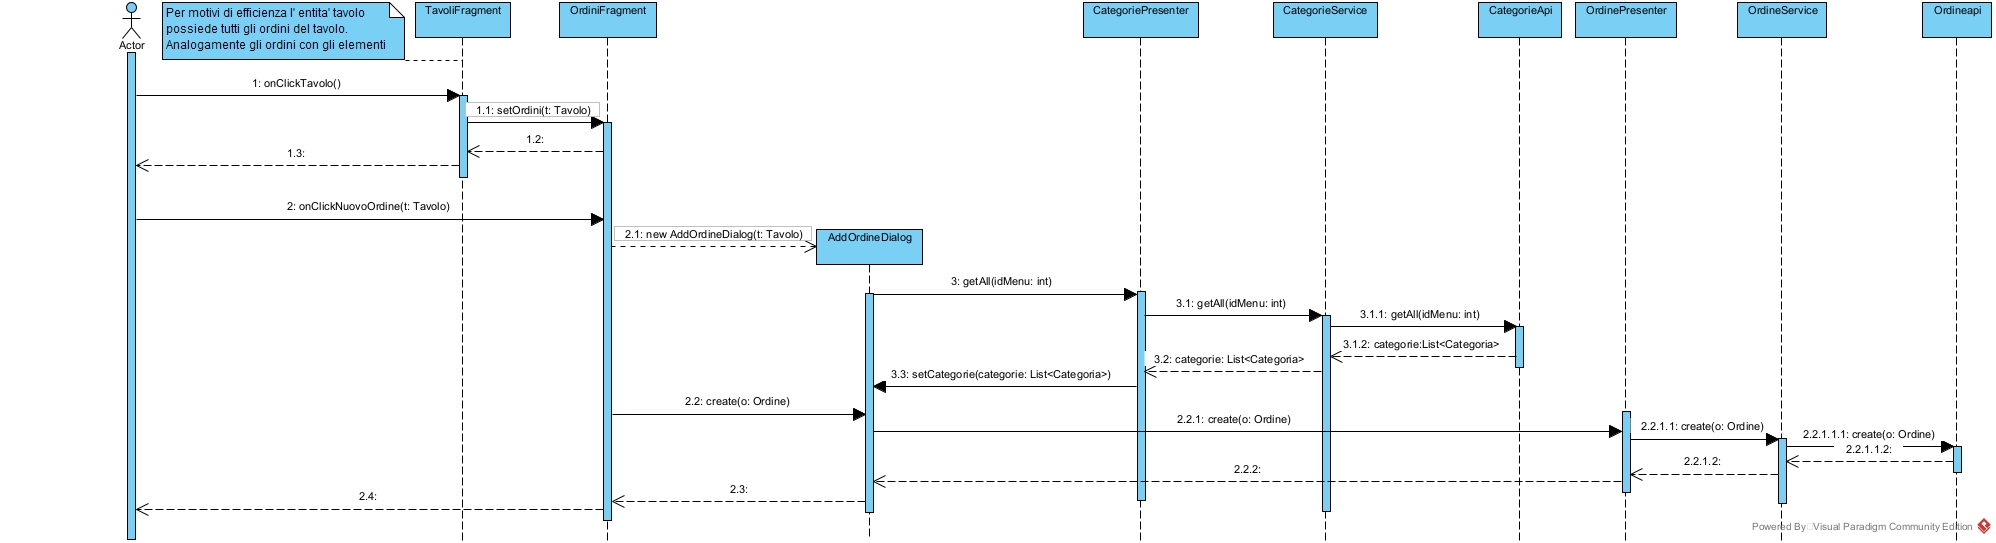 Per motivi di efficienza l' entita' tavolo
possiede tutti gli ordini del tavolo.
Analogamente gli ordini con gli elementi
Actor
TavoliFragment
OrdiniFragment
CategoriePresenter
CategorieService
CategorieApi
OrdinePresenter
OrdineService
Ordineapi
1: onClickTavolo()
1.1: setOrdini(t: Tavolo)
1.2:
1.3:
2: onClickNuovoOrdine(t: Tavolo)
2.1: new AddOrdineDialog(t: Tavolo)
AddOrdineDialog
3: getAll(idMenu: int)
3.1: getAll(idMenu: int)
3.1.1: getAll(idMenu: int)
3.1.2: categorie:List<Categoria>
3.2: categorie: List<Categoria>
3.3: setCategorie(categorie: List<Categoria>)
2.2: create(o: Ordine)
2.2.1: create(o: Ordine)
2.2.1.1: create(o: Ordine)
2.2.1.1.1: create(o: Ordine)
2.2.1.1.2:
2.2.1.2:
2.2.2:
2.3:
2.4:
Powered By Visual Paradigm Community Edition